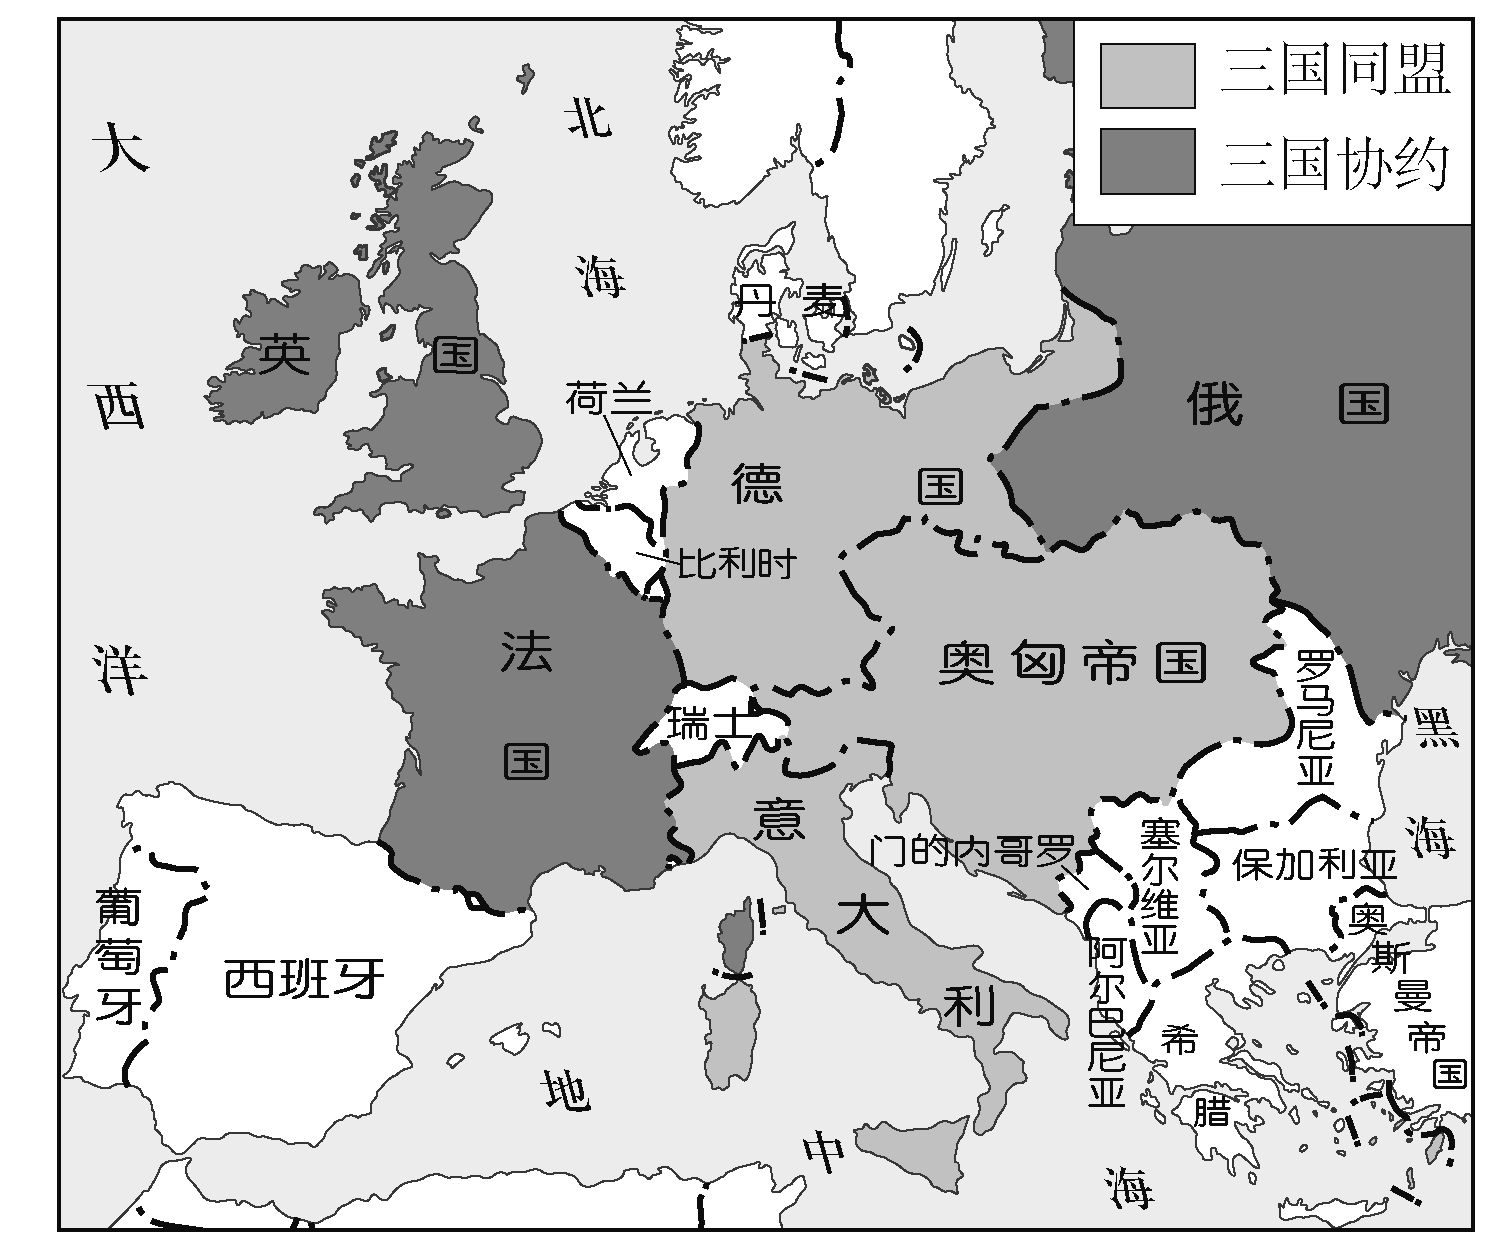 三国同盟
三国协约
大西洋
北海
英国
丹麦
荷兰
俄国
德国
比利时
法国
奥匈帝国
瑞士
罗马尼亚
黑海
意大利
门的内哥罗
塞尔维亚
保加利亚
葡萄牙
西班牙
阿尔巴尼亚
奥斯曼帝国
希腊
地中海